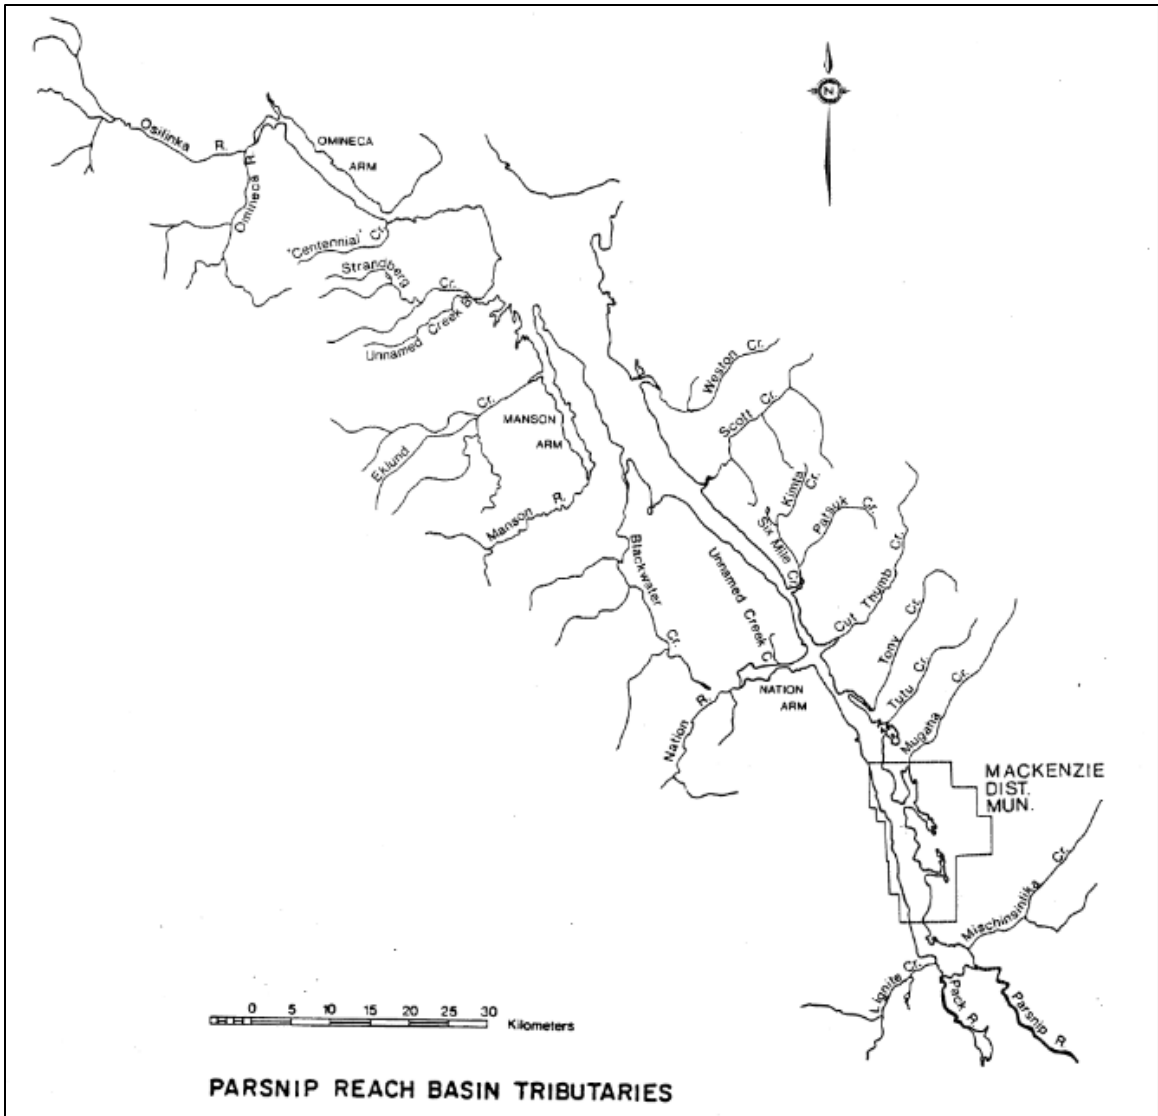 N
Osilinka R.
OMINECA
ARM
Omineca R.
"Centennial" Cr.
Strandberg Cr.
Unnamed Creek B
Weston Cr.
Scott Cr.
Eklund Cr.
MANSON
ARM
Kimta Cr.
Patsuk Cr.
Six Mile Cr.
Manson R.
Blackwater Cr.
Unnamed Creek C
Cut Thumb Cr.
Tony Cr.
Tutu Cr.
NATION
ARM
Nation R.
Mugaha Cr.
MACKENZIE
DIST.
MUN.
Mischinsinlika Cr.
Lignite Cr.
Pack R.
Parsnip R.
0 5 10 15 20 25 30
Kilometers
PARSNIP REACH BASIN TRIBUTARIES